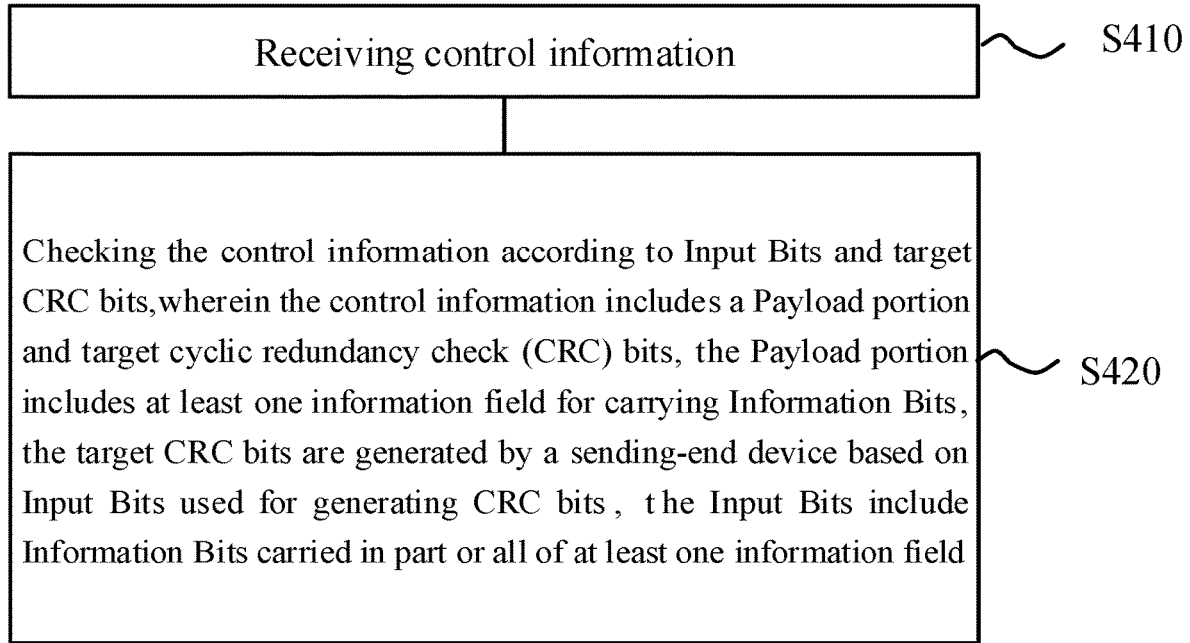 Receiving control information
S410
Checking the control information according to Input Bits and target
CRC bits,wherein the control information includes a Payload portion
and target cyclic redundancy check (CRC) bits, the Payload portion
includes at least one information field for carrying Information Bits,
the target CRC bits are generated by a sending-end device based on
Input Bits used for generating CRC bits , the Input Bits include
Information Bits carried in part or all of at least one information field
S420